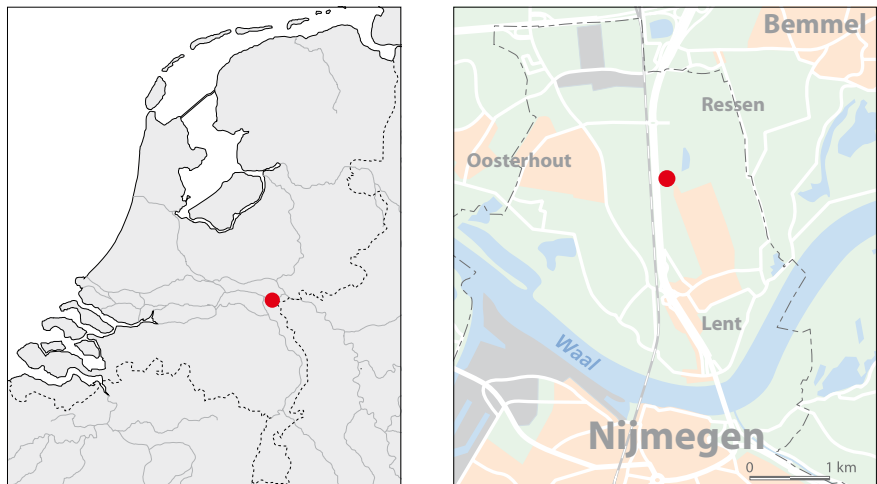 Bemmel
Ressen
Oosterhout
Lent
Waal
Nijmegen
0 1 km